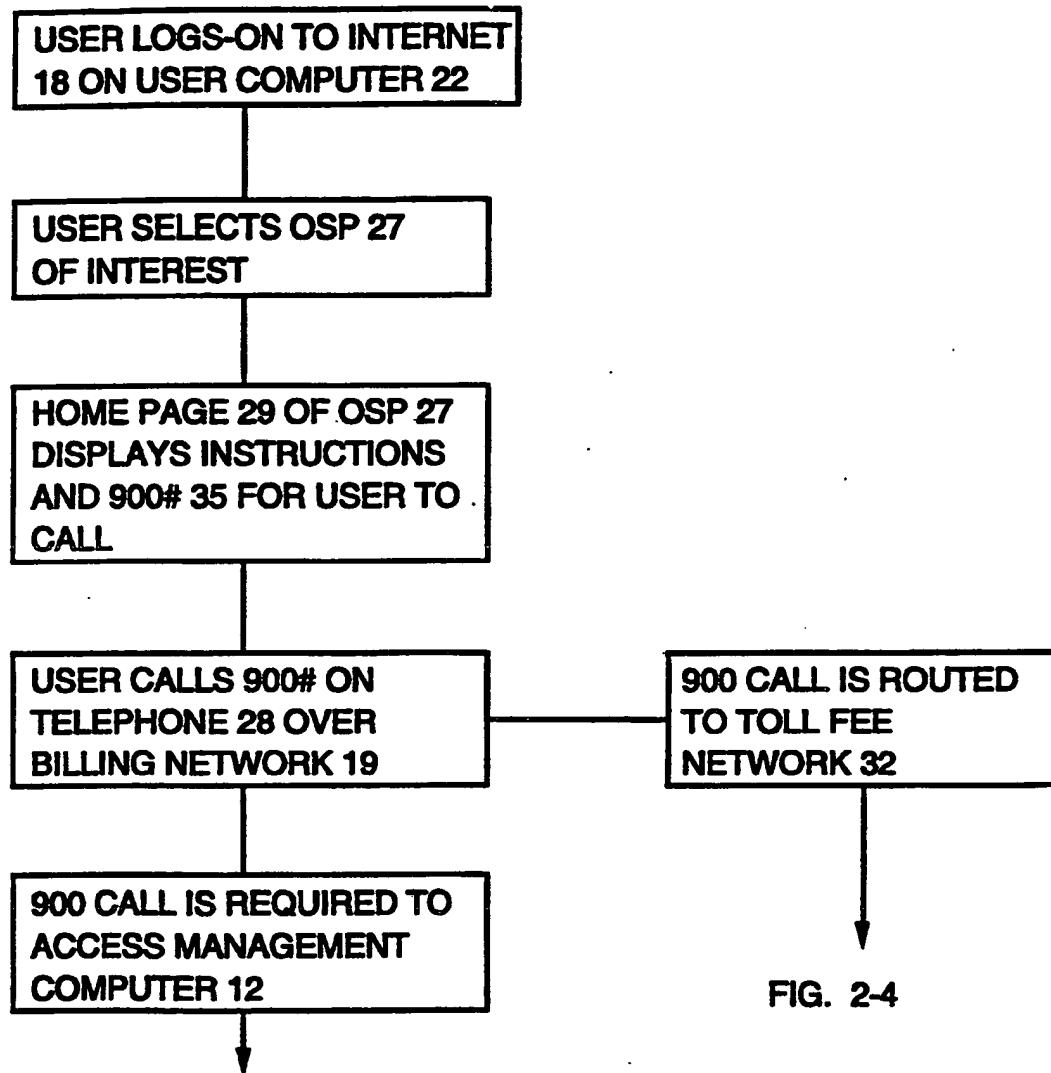 USER LOGS-ON TO INTERNET
18 ON USER COMPUTER 22
USER SELECTS OSP 27
OF INTEREST
HOME PAGE 29 OF OSP 27
DISPLAYS INSTRUCTIONS
AND 900# 35 FOR USER TO
CALL
USER CALLS 900# ON
TELEPHONE 28 OVER
BILLING NETWORK 19
900 CALL IS ROUTED
TO TOLL FEE
NETWORK 32
900 CALL IS REQUIRED TO
ACCESS MANAGEMENT
COMPUTER 12
FIG. 2-4